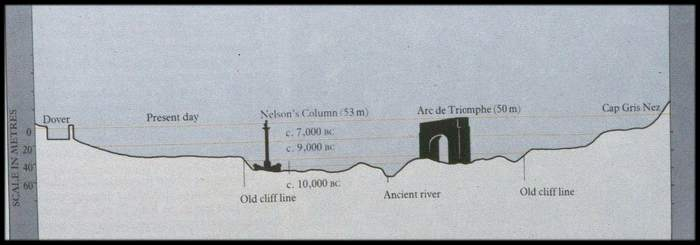 Nelson's Column (53 m)
Arc de Triomphe (50 m)
Cap Gris Nez
Dover
Present day
c. 7,000 BC
c. 9,000 BC
c. 10,000 BC
Old cliff line
Ancient river
Old cliff line
SCALE IN METRES
0
20
40
60